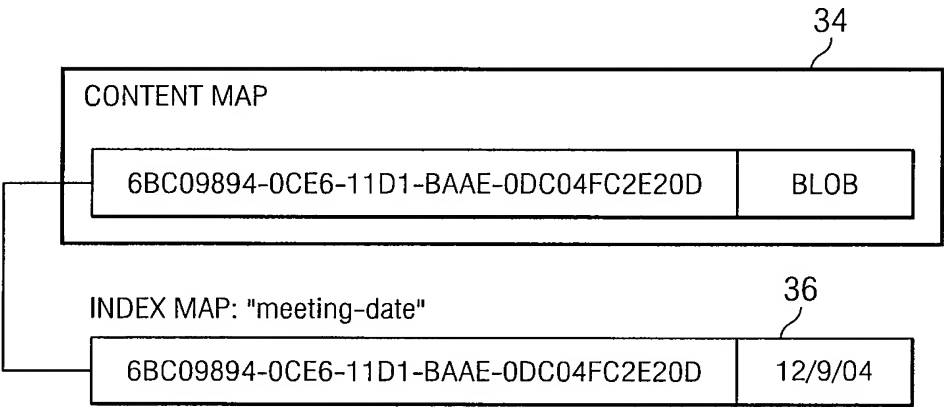 34
CONTENT MAP
6BC09894-0CE6-11D1-BAAE-0DC04FC2E20D BLOB
INDEX MAP: "meeting-date"
36
6BC09894-0CE6-11D1-BAAE-0DC04FC2E20D 12/9/04